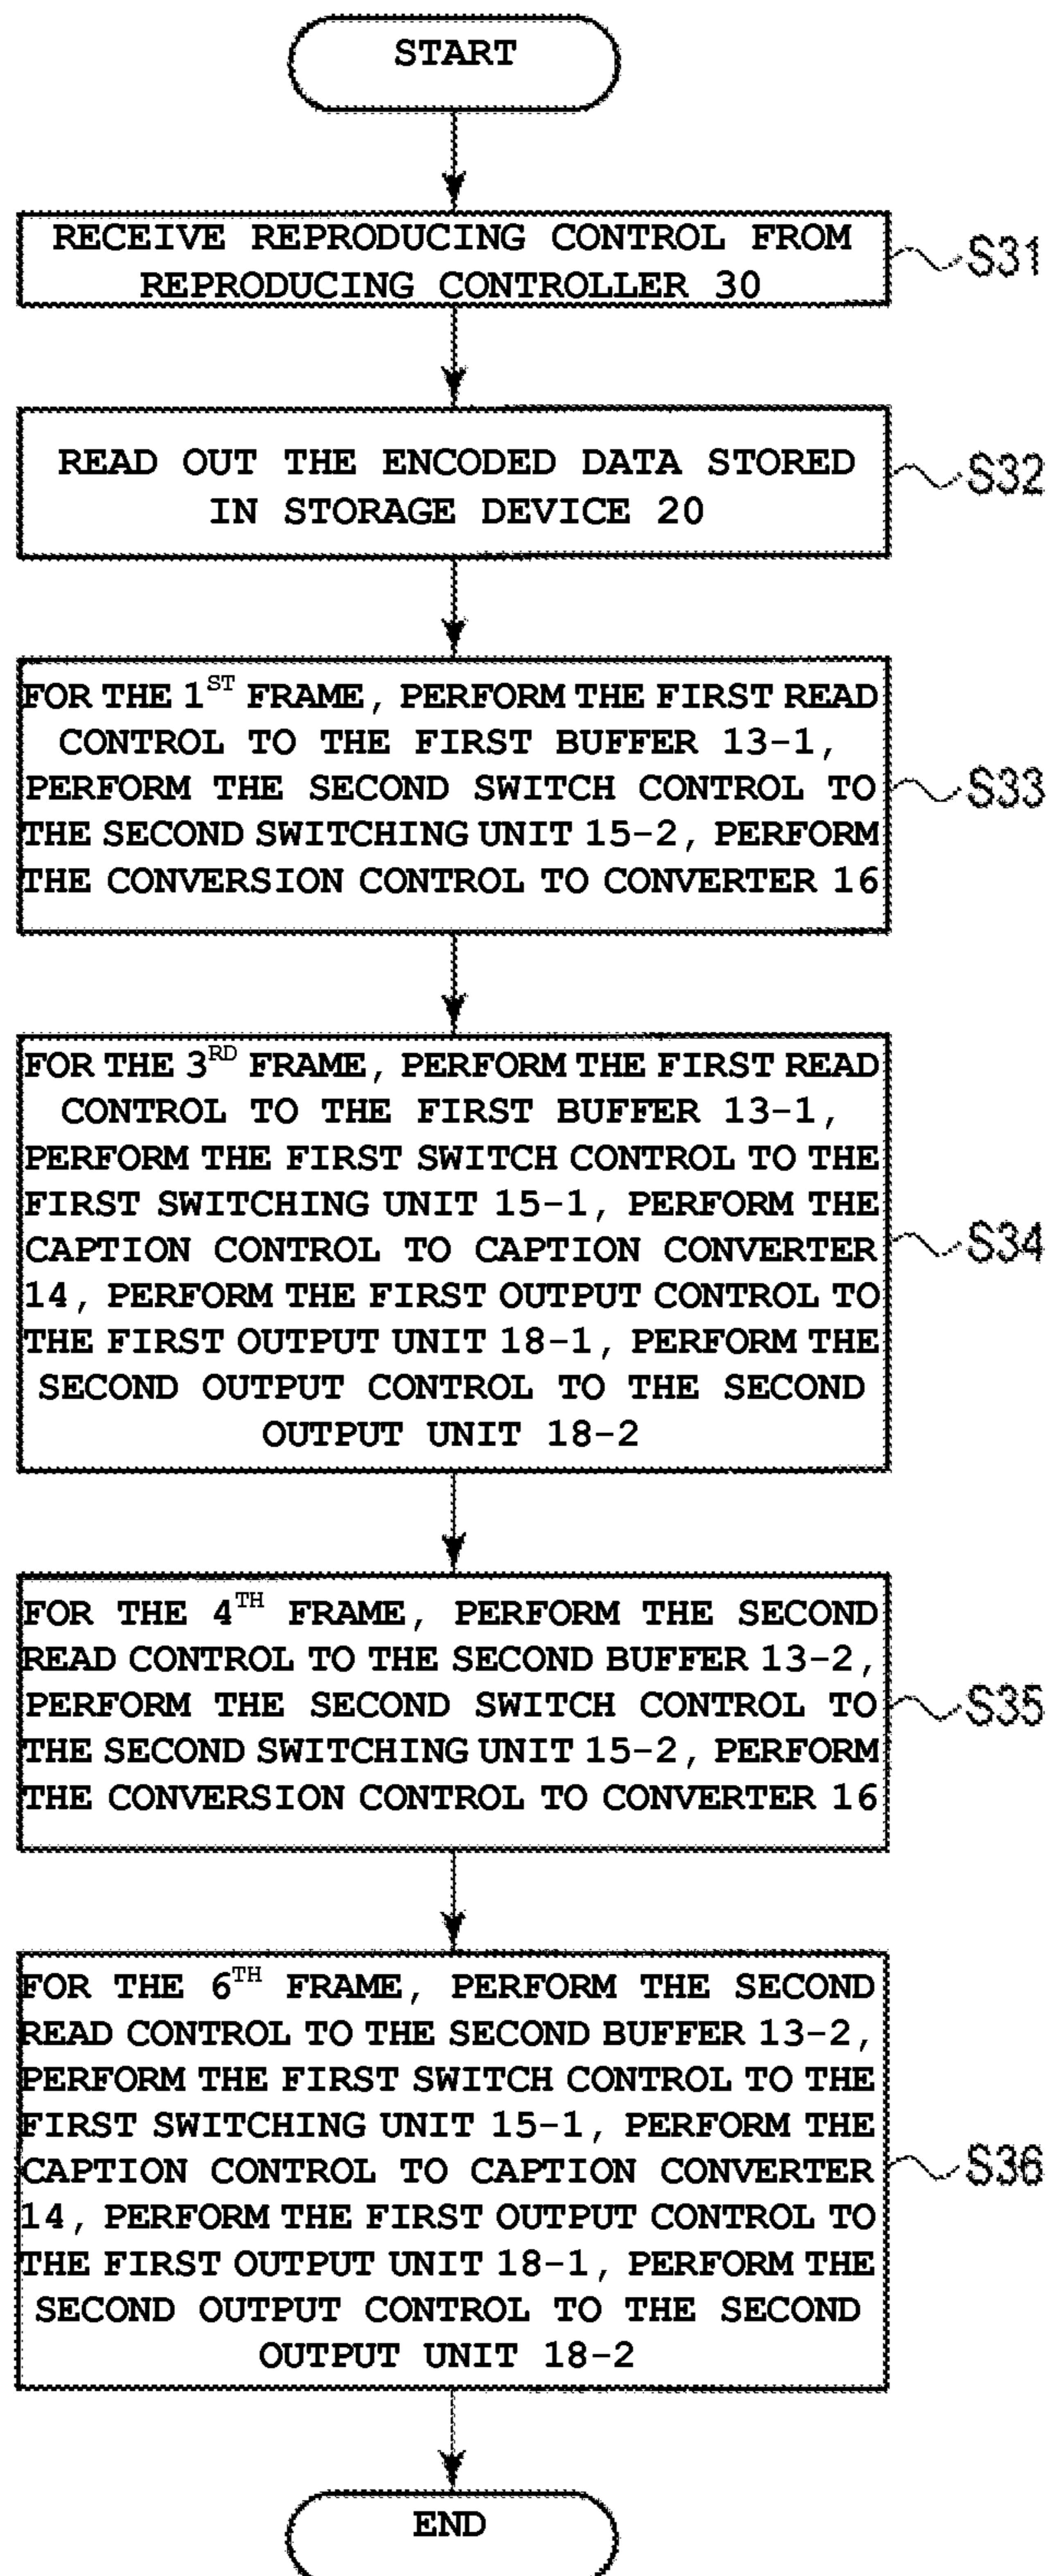 START
RECEIVE REPRODUCING CONTROL FROM
REPRODUCING CONTROLLER 30
S31
READ OUT THE ENCODED DATA STORED
IN STORAGE DEVICE 20
S32
FOR THE 1ST FRAME, PERFORM THE FIRST READ
CONTROL TO THE FIRST BUFFER 13-1,
PERFORM THE SECOND SWITCH CONTROL TO
THE SECOND SWITCHING UNIT 15-2, PERFORM
THE CONVERSION CONTROL TO CONVERTER 16
S33
FOR THE 3RD FRAME, PERFORM THE FIRST READ
CONTROL TO THE FIRST BUFFER 13-1,
PERFORM THE FIRST SWITCH CONTROL TO THE
FIRST SWITCHING UNIT 15-1, PERFORM THE
CAPTION CONTROL TO CAPTION CONVERTER
14, PERFORM THE FIRST OUTPUT CONTROL TO
THE FIRST OUTPUT UNIT 18-1, PERFORM THE
SECOND OUTPUT CONTROL TO THE SECOND
OUTPUT UNIT 18-2
S34
FOR THE 4TH FRAME, PERFORM THE SECOND
READ CONTROL TO THE SECOND BUFFER 13-2,
PERFORM THE SECOND SWITCH CONTROL TO
THE SECOND SWITCHING UNIT 15-2, PERFORM
THE CONVERSION CONTROL TO CONVERTER 16
S35
FOR THE 6TH FRAME, PERFORM THE SECOND
READ CONTROL TO THE SECOND BUFFER 13-2,
PERFORM THE FIRST SWITCH CONTROL TO THE
FIRST SWITCHING UNIT 15-1, PERFORM THE
CAPTION CONTROL TO CAPTION CONVERTER
14, PERFORM THE FIRST OUTPUT CONTROL TO
THE FIRST OUTPUT UNIT 18-1, PERFORM THE
SECOND OUTPUT CONTROL TO THE SECOND
OUTPUT UNIT 18-2
S36
END